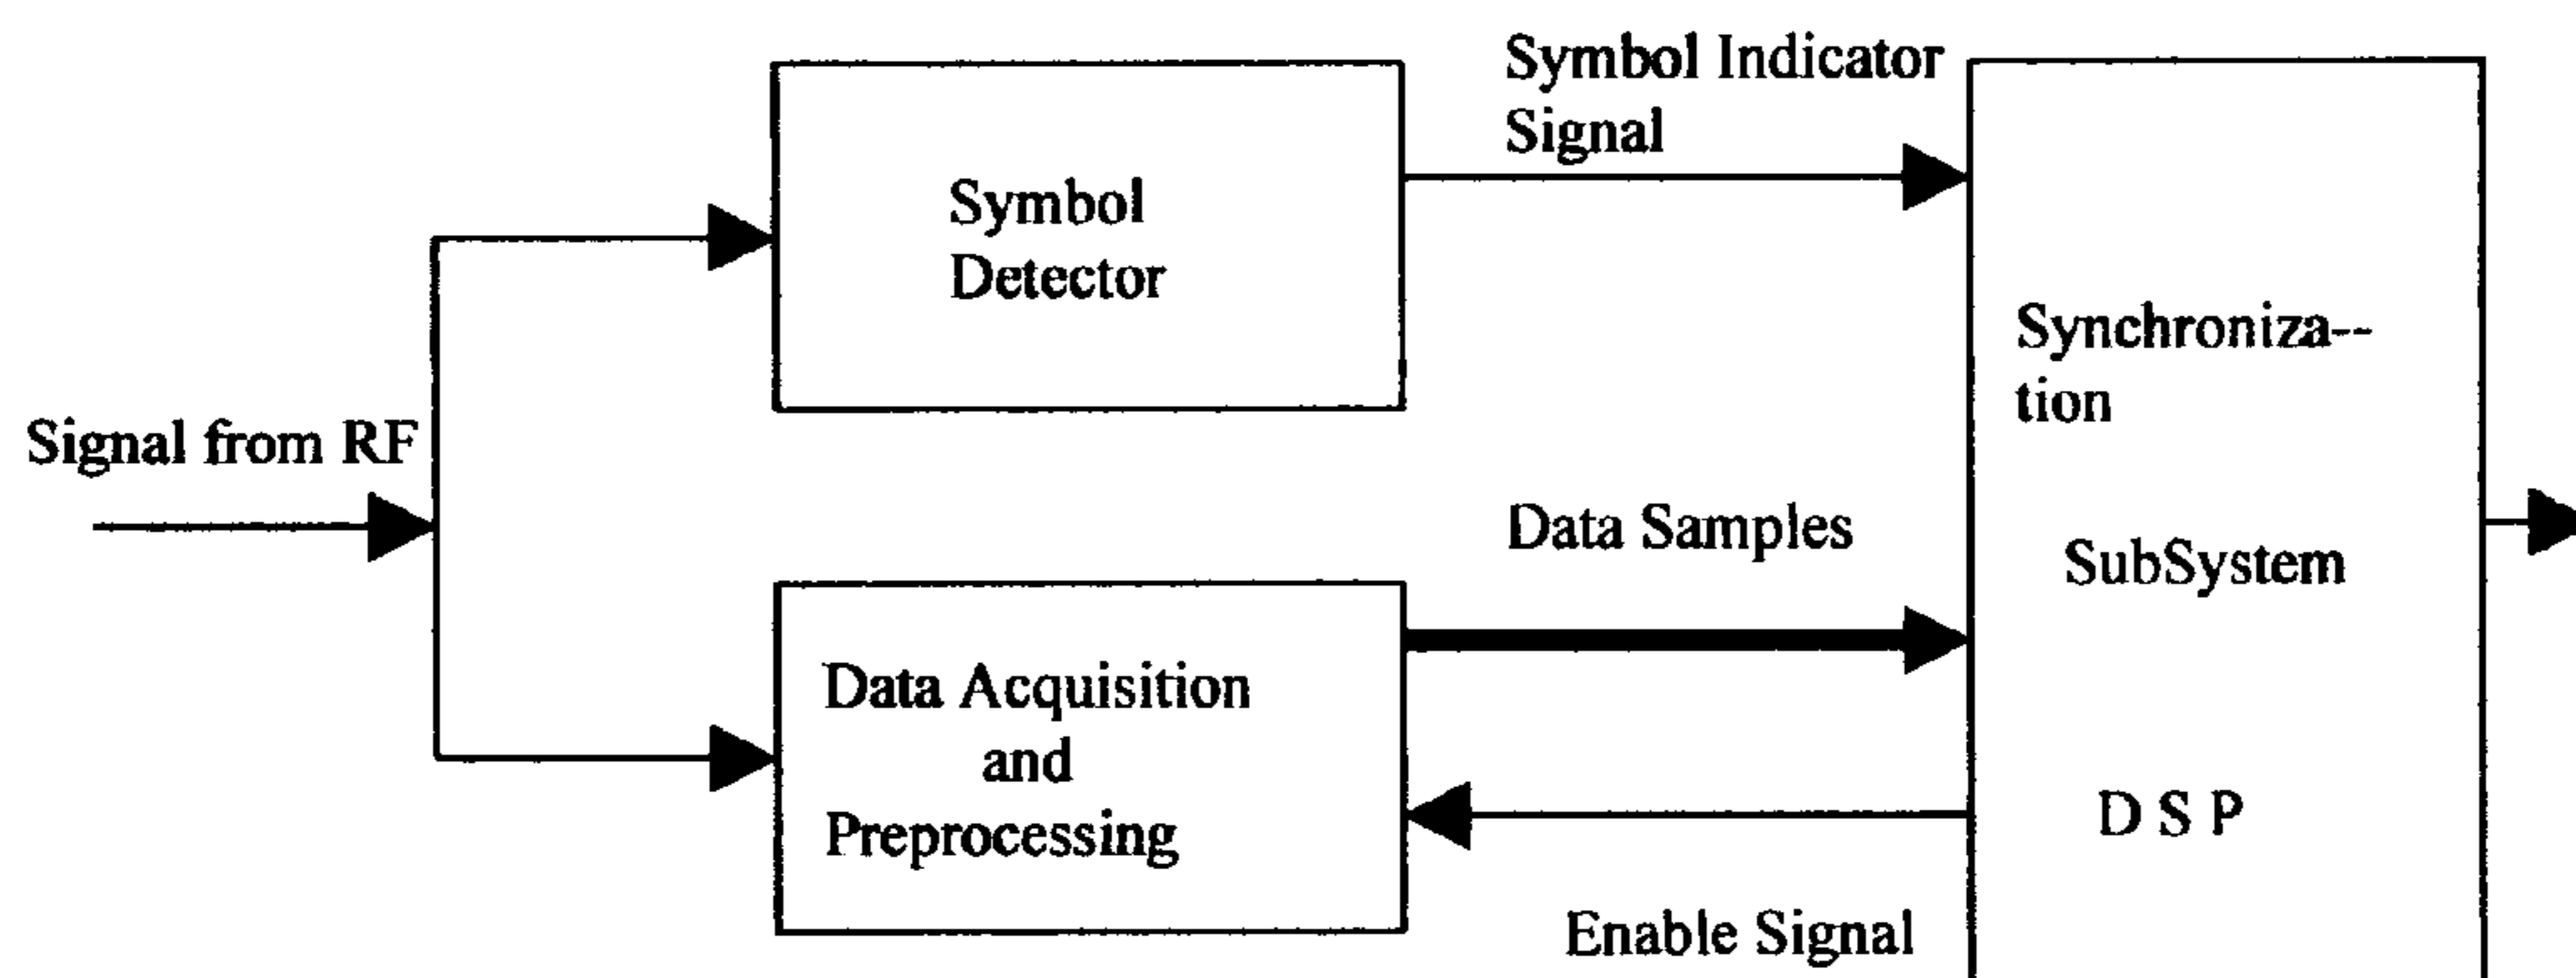 Signal from RF
Symbol
Detector
Symbol Indicator
Signal
Data Acquisition
and
Preprocessing
Data Samples
Enable Signal
Synchroniza--
tion
SubSystem
D S P